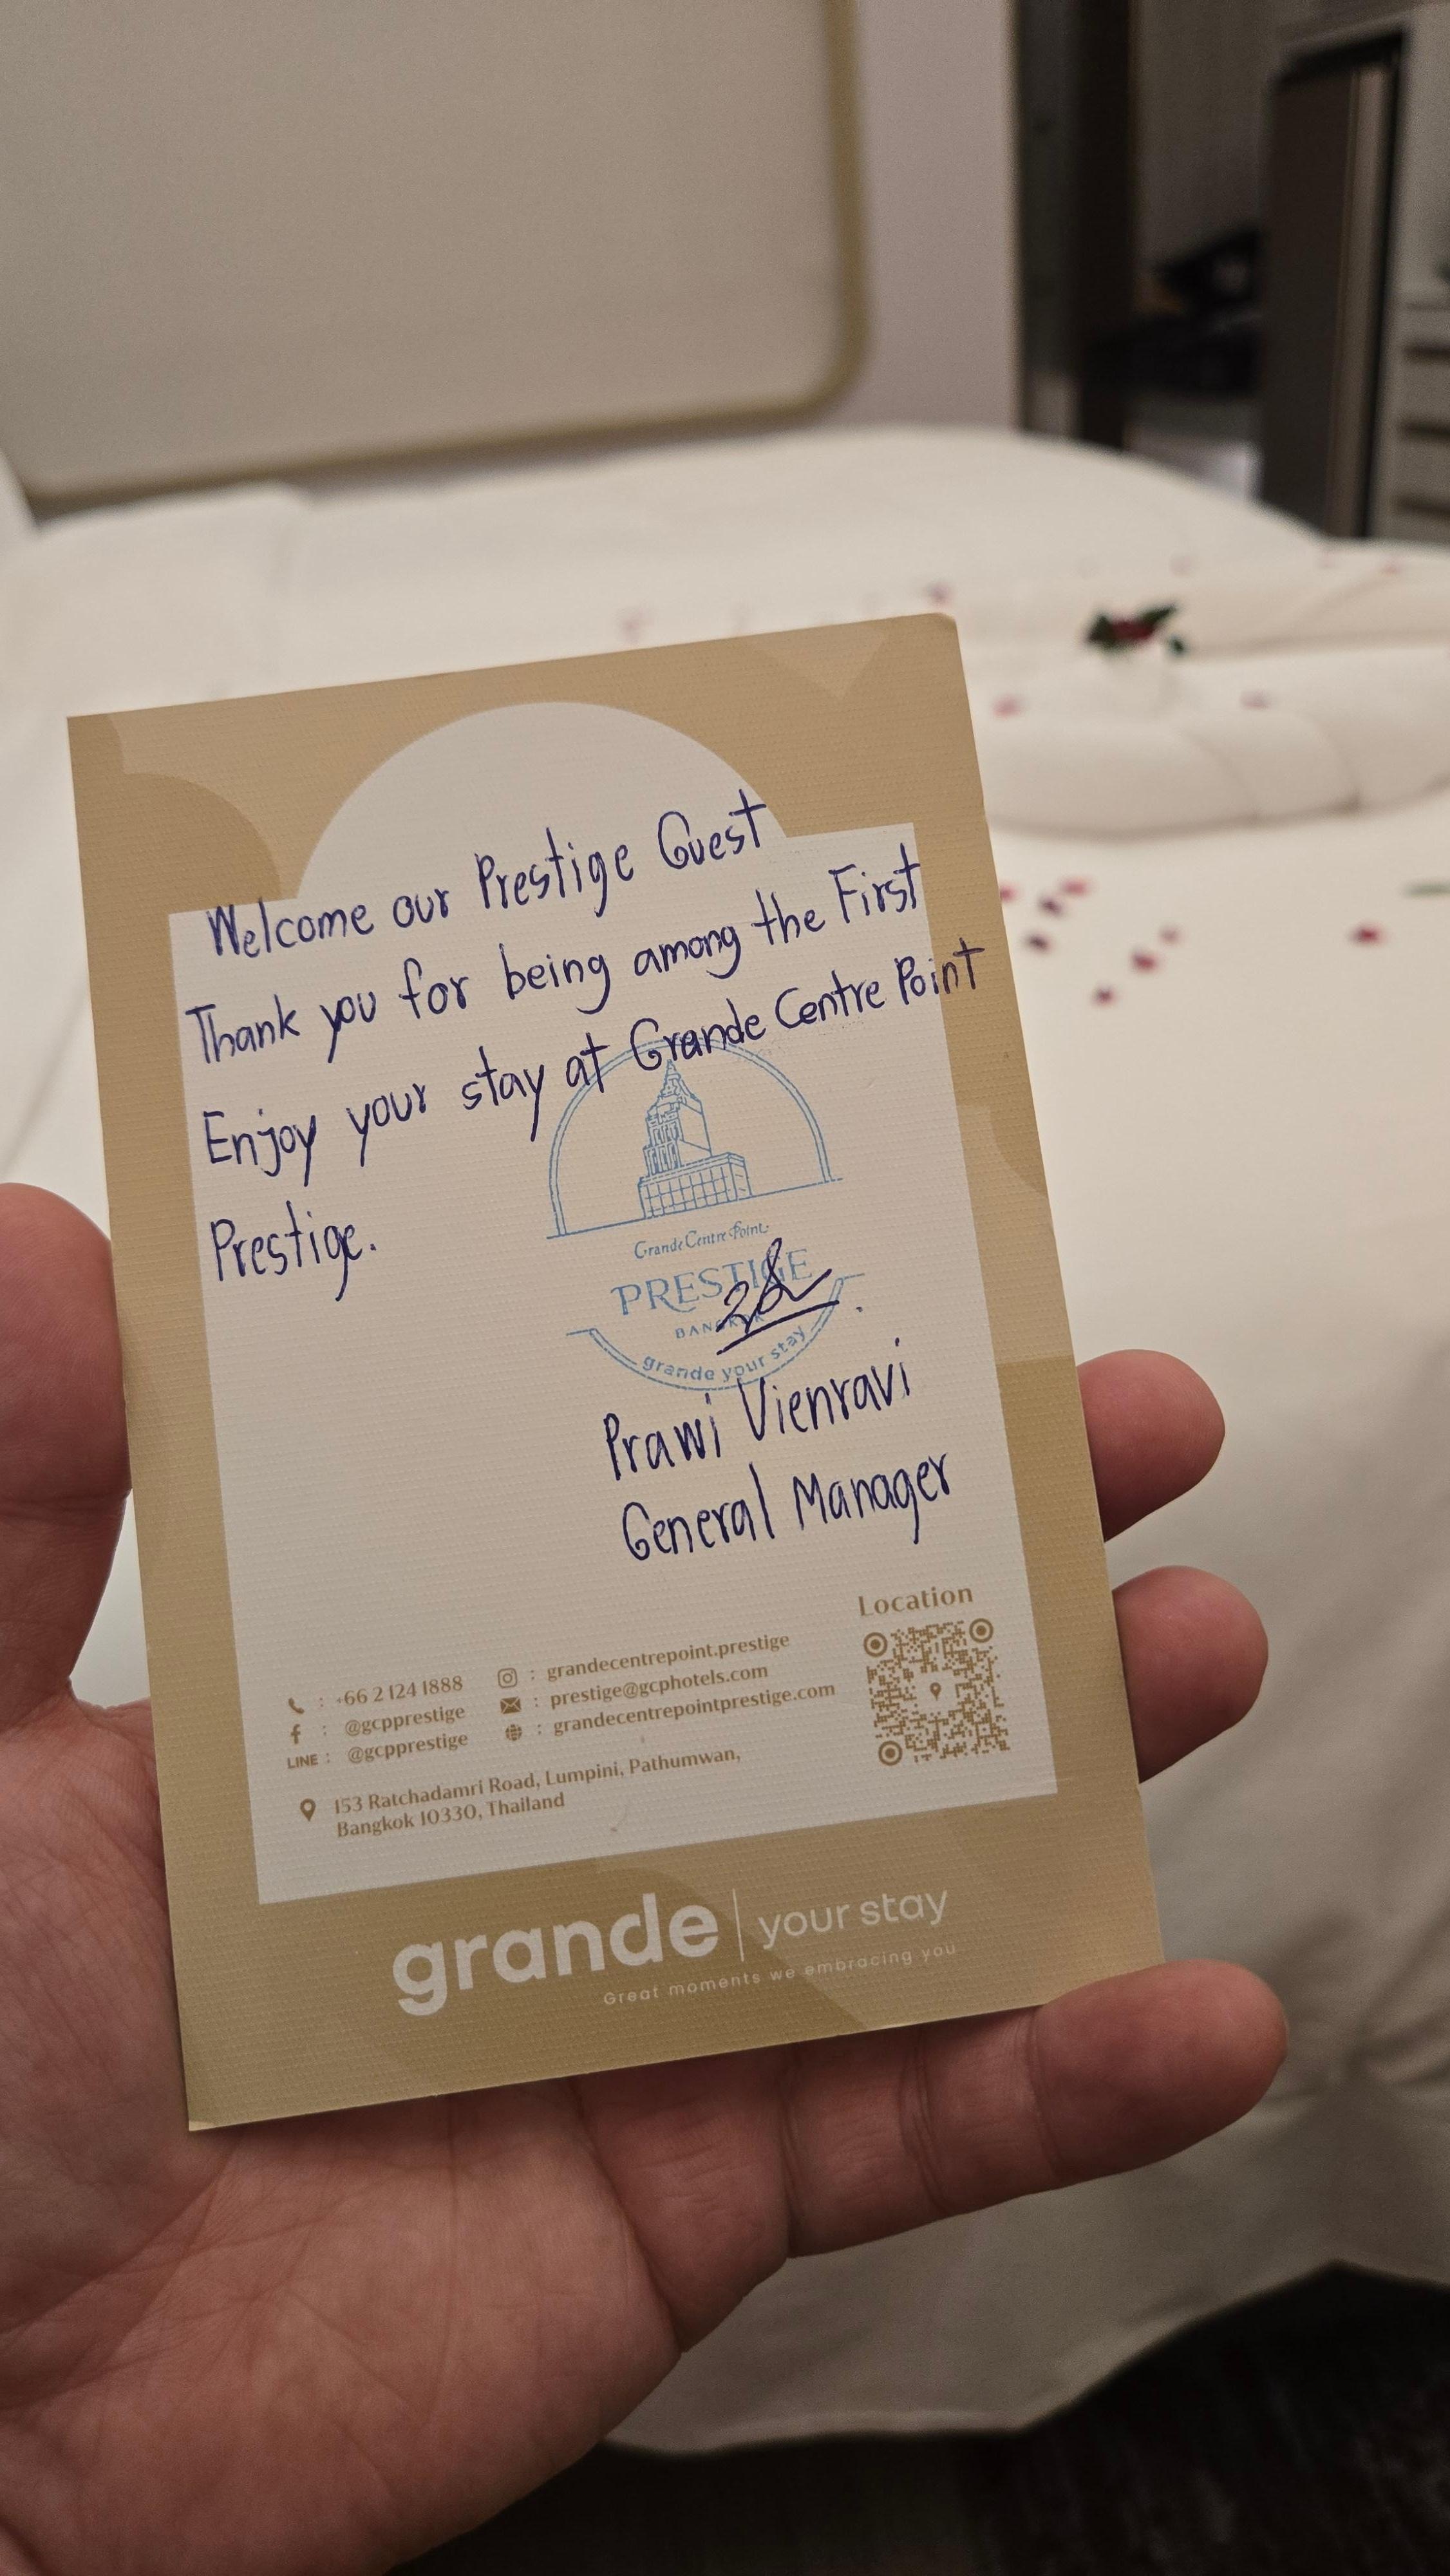 Welcome our Prestige Guest
Thank you for being among the First
Enjoy your stay at Grande Centre Point
Prestige.
Grande Centre Point
PRESTIGE
BANGKOK
grande your stay
Prawi Vienravi
General Manager
Location
: +66 2 124 1888
: @gcpprestige
LINE : @gcpprestige
: grandecentrepoint.prestige
: prestige@gcphotels.com
: grandecentrepointprestige.com
153 Ratchadamri Road, Lumpini, Pathumwan,
Bangkok 10330, Thailand
grande | your stay
Great moments we embracing you